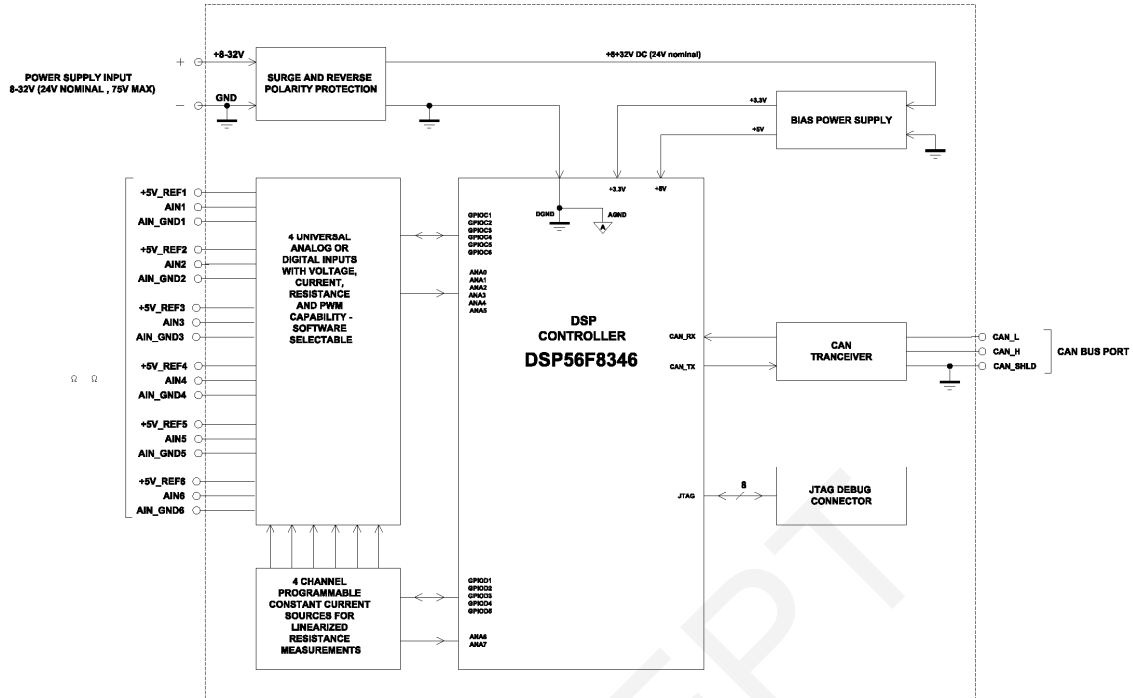 +8-32V
POWER SUPPLY INPUT
8-32V (24V NOMINAL , 75V MAX)
+
−
GND
SURGE AND REVERSE
POLARITY PROTECTION
+6+32V DC (24V nominal)
+3.3V
+5V
BIAS POWER SUPPLY
+5V_REF1
AIN1
AIN_GND1
+5V_REF2
AIN2
AIN_GND2
+5V_REF3
AIN3
AIN_GND3
+5V_REF4
AIN4
AIN_GND4
+5V_REF5
AIN5
AIN_GND5
+5V_REF6
AIN6
AIN_GND6
Ω Ω
4 UNIVERSAL
ANALOG OR
DIGITAL INPUTS
WITH VOLTAGE,
CURRENT,
RESISTANCE
AND PWM
CAPABILITY -
SOFTWARE
SELECTABLE
4 CHANNEL
PROGRAMMABLE
CONSTANT CURRENT
SOURCES FOR
LINEARIZED
RESISTANCE
MEASUREMENTS
+3.3V
+5V
DGND
AGND
A
GPIOC1
GPIOC2
GPIOC3
GPIOC4
GPIOC5
GPIOC6
ANA0
ANA1
ANA2
ANA3
ANA4
ANA5
DSP
CONTROLLER
DSP56F8346
CAN_RX
CAN_TX
JTAG
GPIOD1
GPIOD2
GPIOD3
GPIOD4
GPIOD5
ANA6
ANA7
CAN
TRANCEIVER
CAN_L
CAN_H
CAN_SHLD
CAN BUS PORT
8
JTAG DEBUG
CONNECTOR